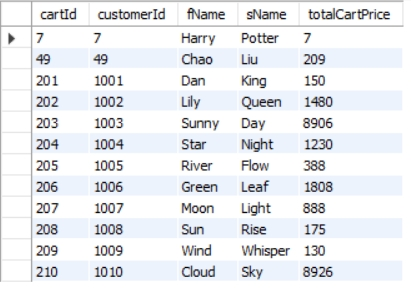 cartId customerId fName sName totalCartPrice
7 7 Harry Potter 7
49 49 Chao Liu 209
201 1001 Dan King 150
202 1002 Lily Queen 1480
203 1003 Sunny Day 8906
204 1004 Star Night 1230
205 1005 River Flow 388
206 1006 Green Leaf 1808
207 1007 Moon Light 888
208 1008 Sun Rise 175
209 1009 Wind Whisper 130
210 1010 Cloud Sky 8926